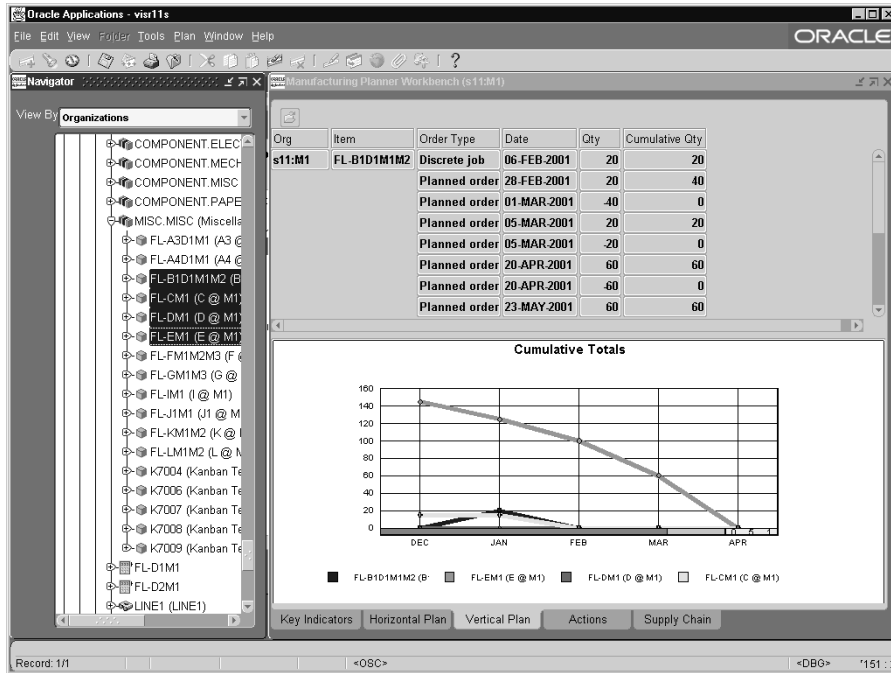 Oracle Applications - visr11s
File Edit View Folder Tools Plan Window Help
ORACLE
Navigator
View By Organizations
COMPONENT.ELEC
COMPONENT.MECH
COMPONENT.MISC
COMPONENT.PAPE
MISC.MISC (Miscella
FL-A3D1M1 (A3 @
FL-A4D1M1 (A4 @
FL-B1D1M1M2 (B
FL-CM1 (C @ M1)
FL-DM1 (D @ M1)
FL-EM1 (E @ M1)
FL-FM1M2M3 (F @
FL-GM1M3 (G @
FL-IM1 (I @ M1)
FL-J1M1 (J1 @ M
FL-KM1M2 (K @
FL-LM1M2 (L @ M
K7004 (Kanban Te
K7006 (Kanban Te
K7007 (Kanban Te
K7008 (Kanban Te
K7009 (Kanban Te
FL-D1M1
FL-D2M1
LINE1 (LINE1)
Manufacturing Planner Workbench (s11:M1)
Org Item Order Type Date Qty Cumulative Qty
s11:M1 FL-B1D1M1M2 Discrete job 06-FEB-2001 20 20
Planned order 28-FEB-2001 20 40
Planned order 01-MAR-2001 -40 0
Planned order 05-MAR-2001 20 20
Planned order 05-MAR-2001 -20 0
Planned order 20-APR-2001 60 60
Planned order 20-APR-2001 -60 0
Planned order 23-MAY-2001 60 60
Cumulative Totals
160
140
120
100
80
60
40
20
0
0 5 1
DEC JAN FEB MAR APR
FL-B1D1M1M2 (B FL-EM1 (E @ M1) FL-DM1 (D @ M1) FL-CM1 (C @ M1)
Key Indicators Horizontal Plan Vertical Plan Actions Supply Chain
Record: 1/1 <OSC> <DBG> '151 :